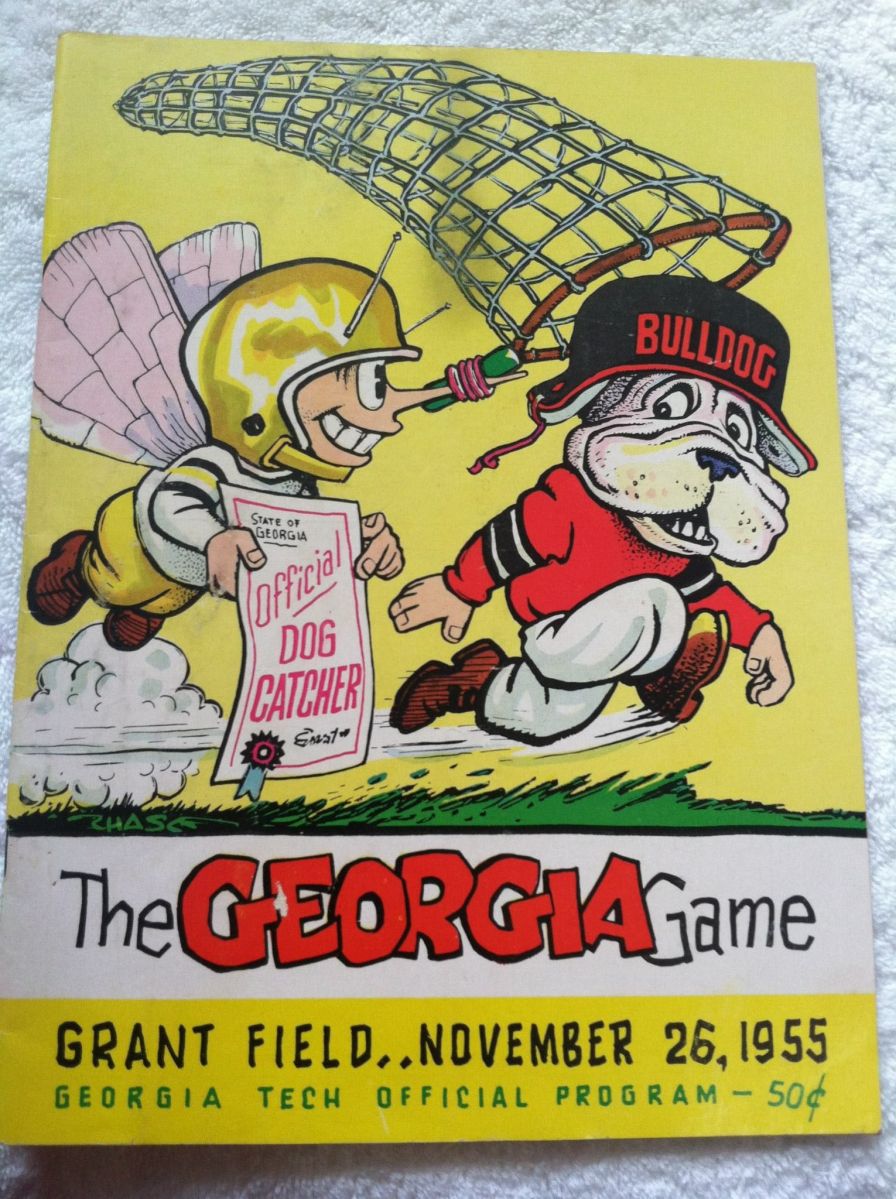 BULLDOG
STATE OF
GEORGIA
Official
DOG
CATCHER
The GEORGIA Game
GRANT FIELD..NOVEMBER 26, 1955
GEORGIA TECH OFFICIAL PROGRAM - 50¢